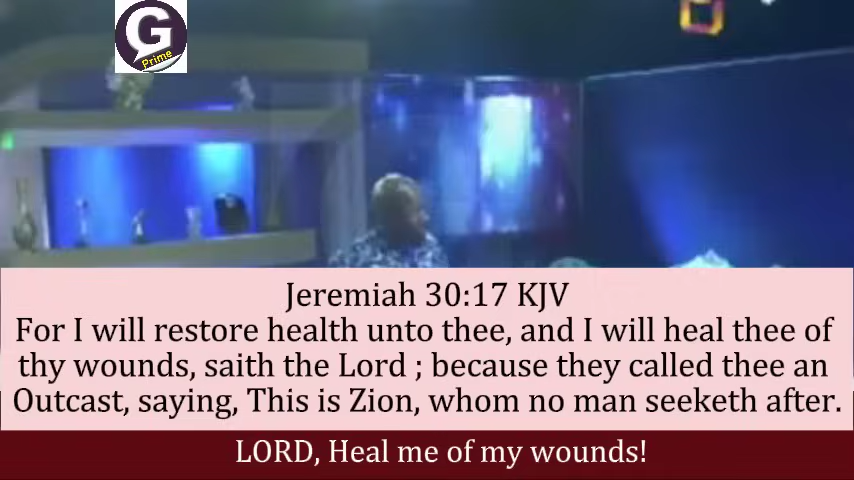 G
Prime
Jeremiah 30:17 KJV
For I will restore health unto thee, and I will heal thee of
thy wounds, saith the Lord ; because they called thee an
Outcast, saying, This is Zion, whom no man seeketh after.
LORD, Heal me of my wounds!